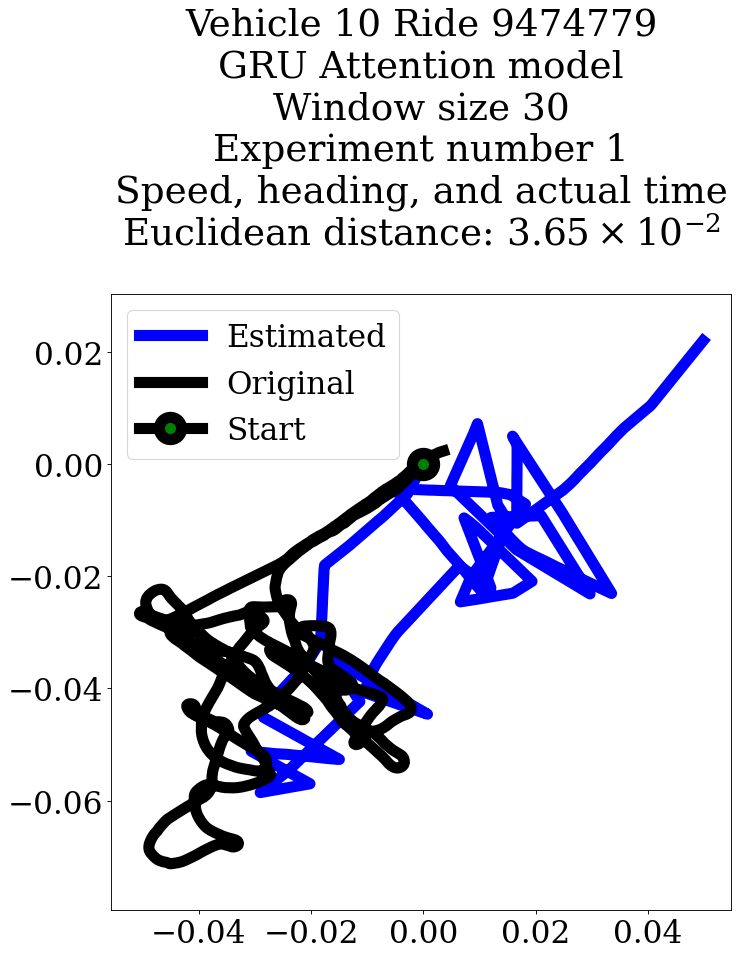 Vehicle 10 Ride 9474779
GRU Attention model
Window size 30
Experiment number 1
Speed, heading, and actual time
Euclidean distance: 3.65 × 10⁻²
Estimated
Original
Start
0.02
0.00
−0.02
−0.04
−0.06
−0.04 −0.02 0.00 0.02 0.04